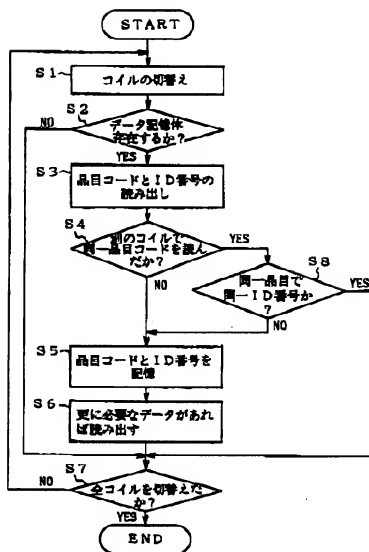 START
S1
コイルの切替え
S2
NO
データ記憶体
存在するか?
YES
S3
品目コードとID番号の
読み出し
S4
別のコイルで
同一品目コードを読ん
だか?
YES
NO
S8
同一品目で
同一ID番号か
?
YES
NO
S5
品目コードとID番号を
記憶
S6
更に必要なデータがあれ
ば読み出す
S7
NO
全コイルを切替えた
か?
YES
END